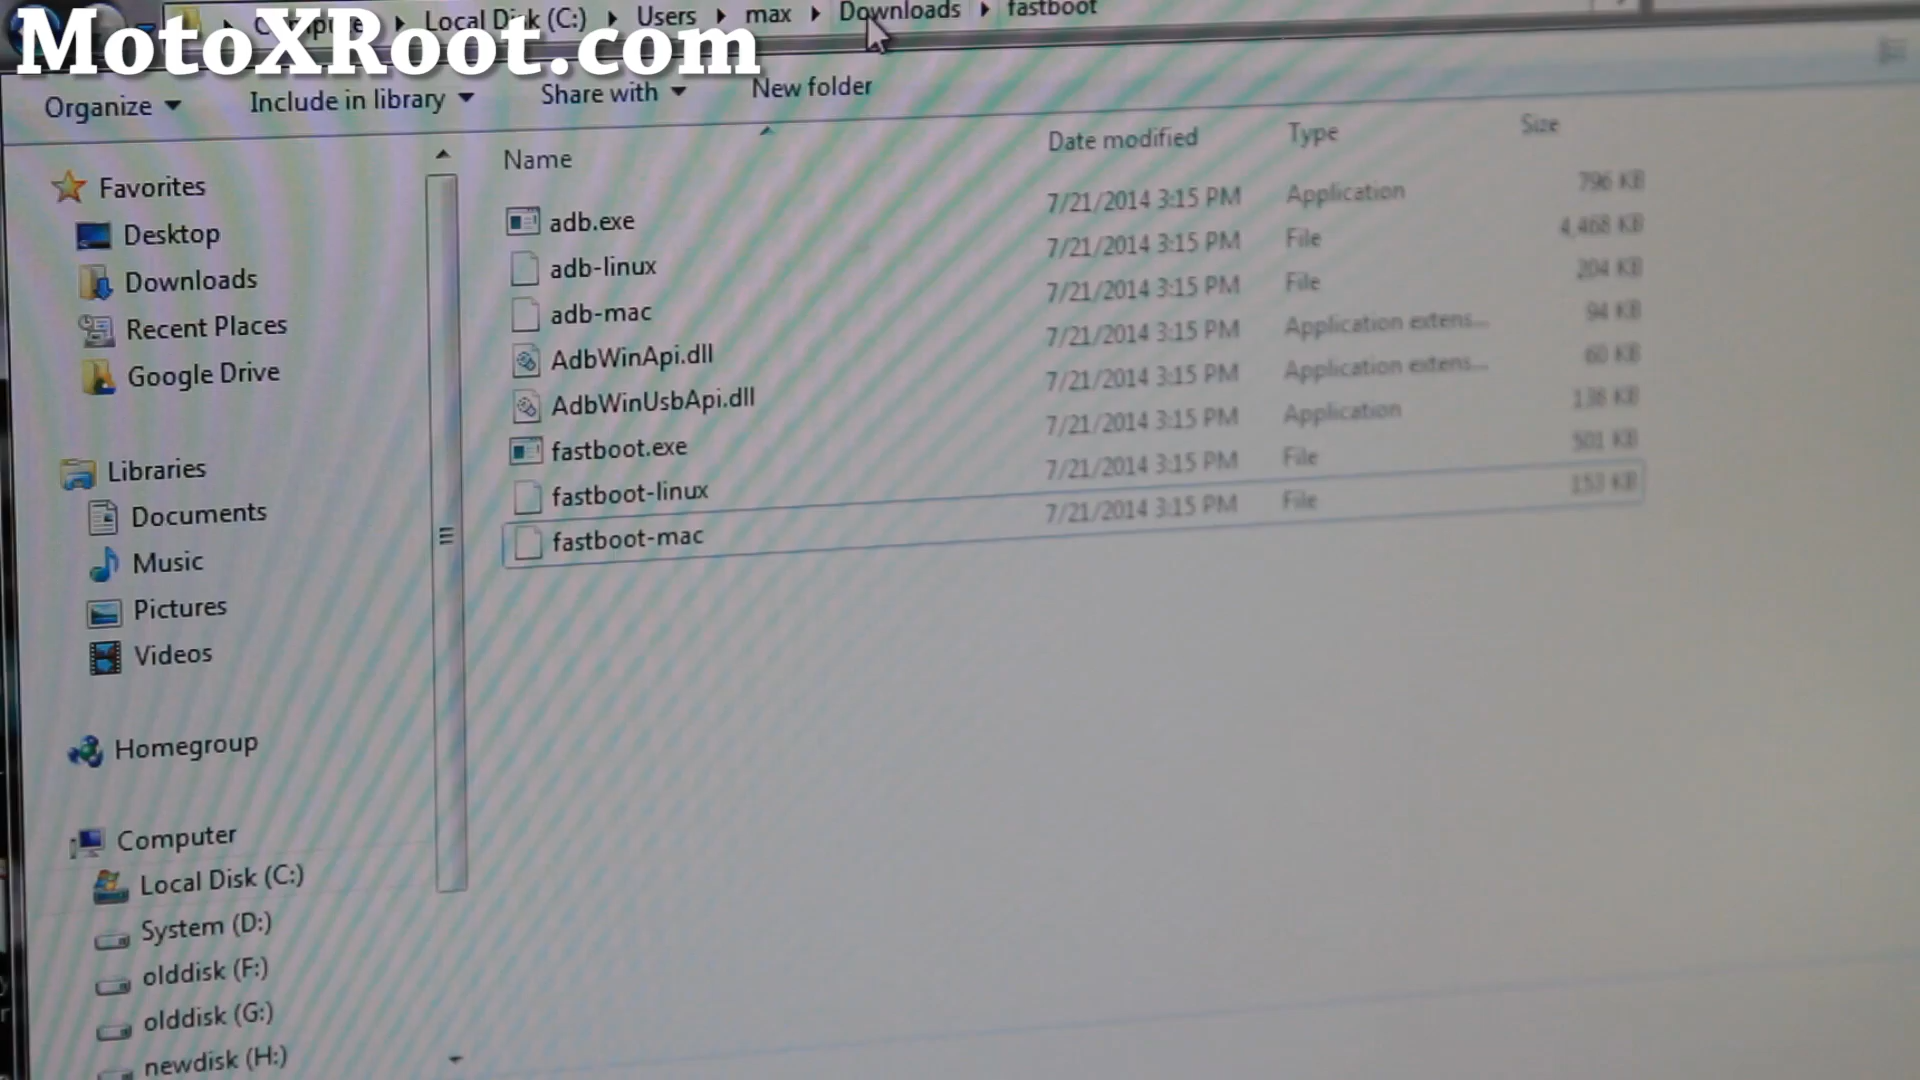 Computer ▸ Local Disk (C:) ▸ Users ▸ max ▸ Downloads ▸ fastboot
MotoXRoot.com
Organize Include in library Share with New folder
Name Date modified Type Size
adb.exe 7/21/2014 3:15 PM Application 796 KB
adb-linux 7/21/2014 3:15 PM File 4,468 KB
adb-mac 7/21/2014 3:15 PM File 204 KB
AdbWinApi.dll 7/21/2014 3:15 PM Application extens... 94 KB
AdbWinUsbApi.dll 7/21/2014 3:15 PM Application extens... 60 KB
fastboot.exe 7/21/2014 3:15 PM Application 136 KB
fastboot-linux 7/21/2014 3:15 PM File 501 KB
fastboot-mac 7/21/2014 3:15 PM File 153 KB
Favorites
Desktop
Downloads
Recent Places
Google Drive
Libraries
Documents
Music
Pictures
Videos
Homegroup
Computer
Local Disk (C:)
System (D:)
olddisk (F:)
olddisk (G:)
newdisk (H:)